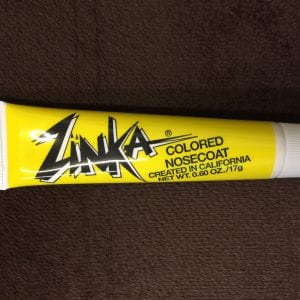 ZINKA®
COLORED
NOSECOAT
CREATED IN CALIFORNIA
NET WT. 0.60 OZ./17g